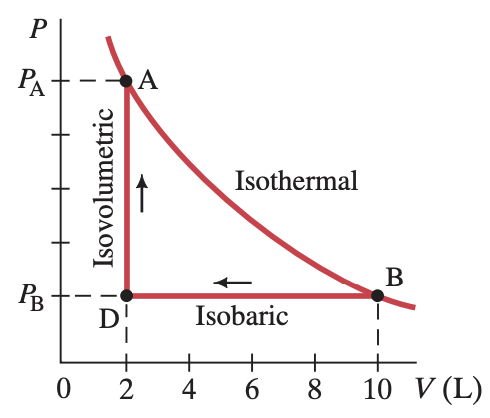 P
P_A
A
Isovolumetric
Isothermal
P_B
B
D
Isobaric
0 2 4 6 8 10 V (L)